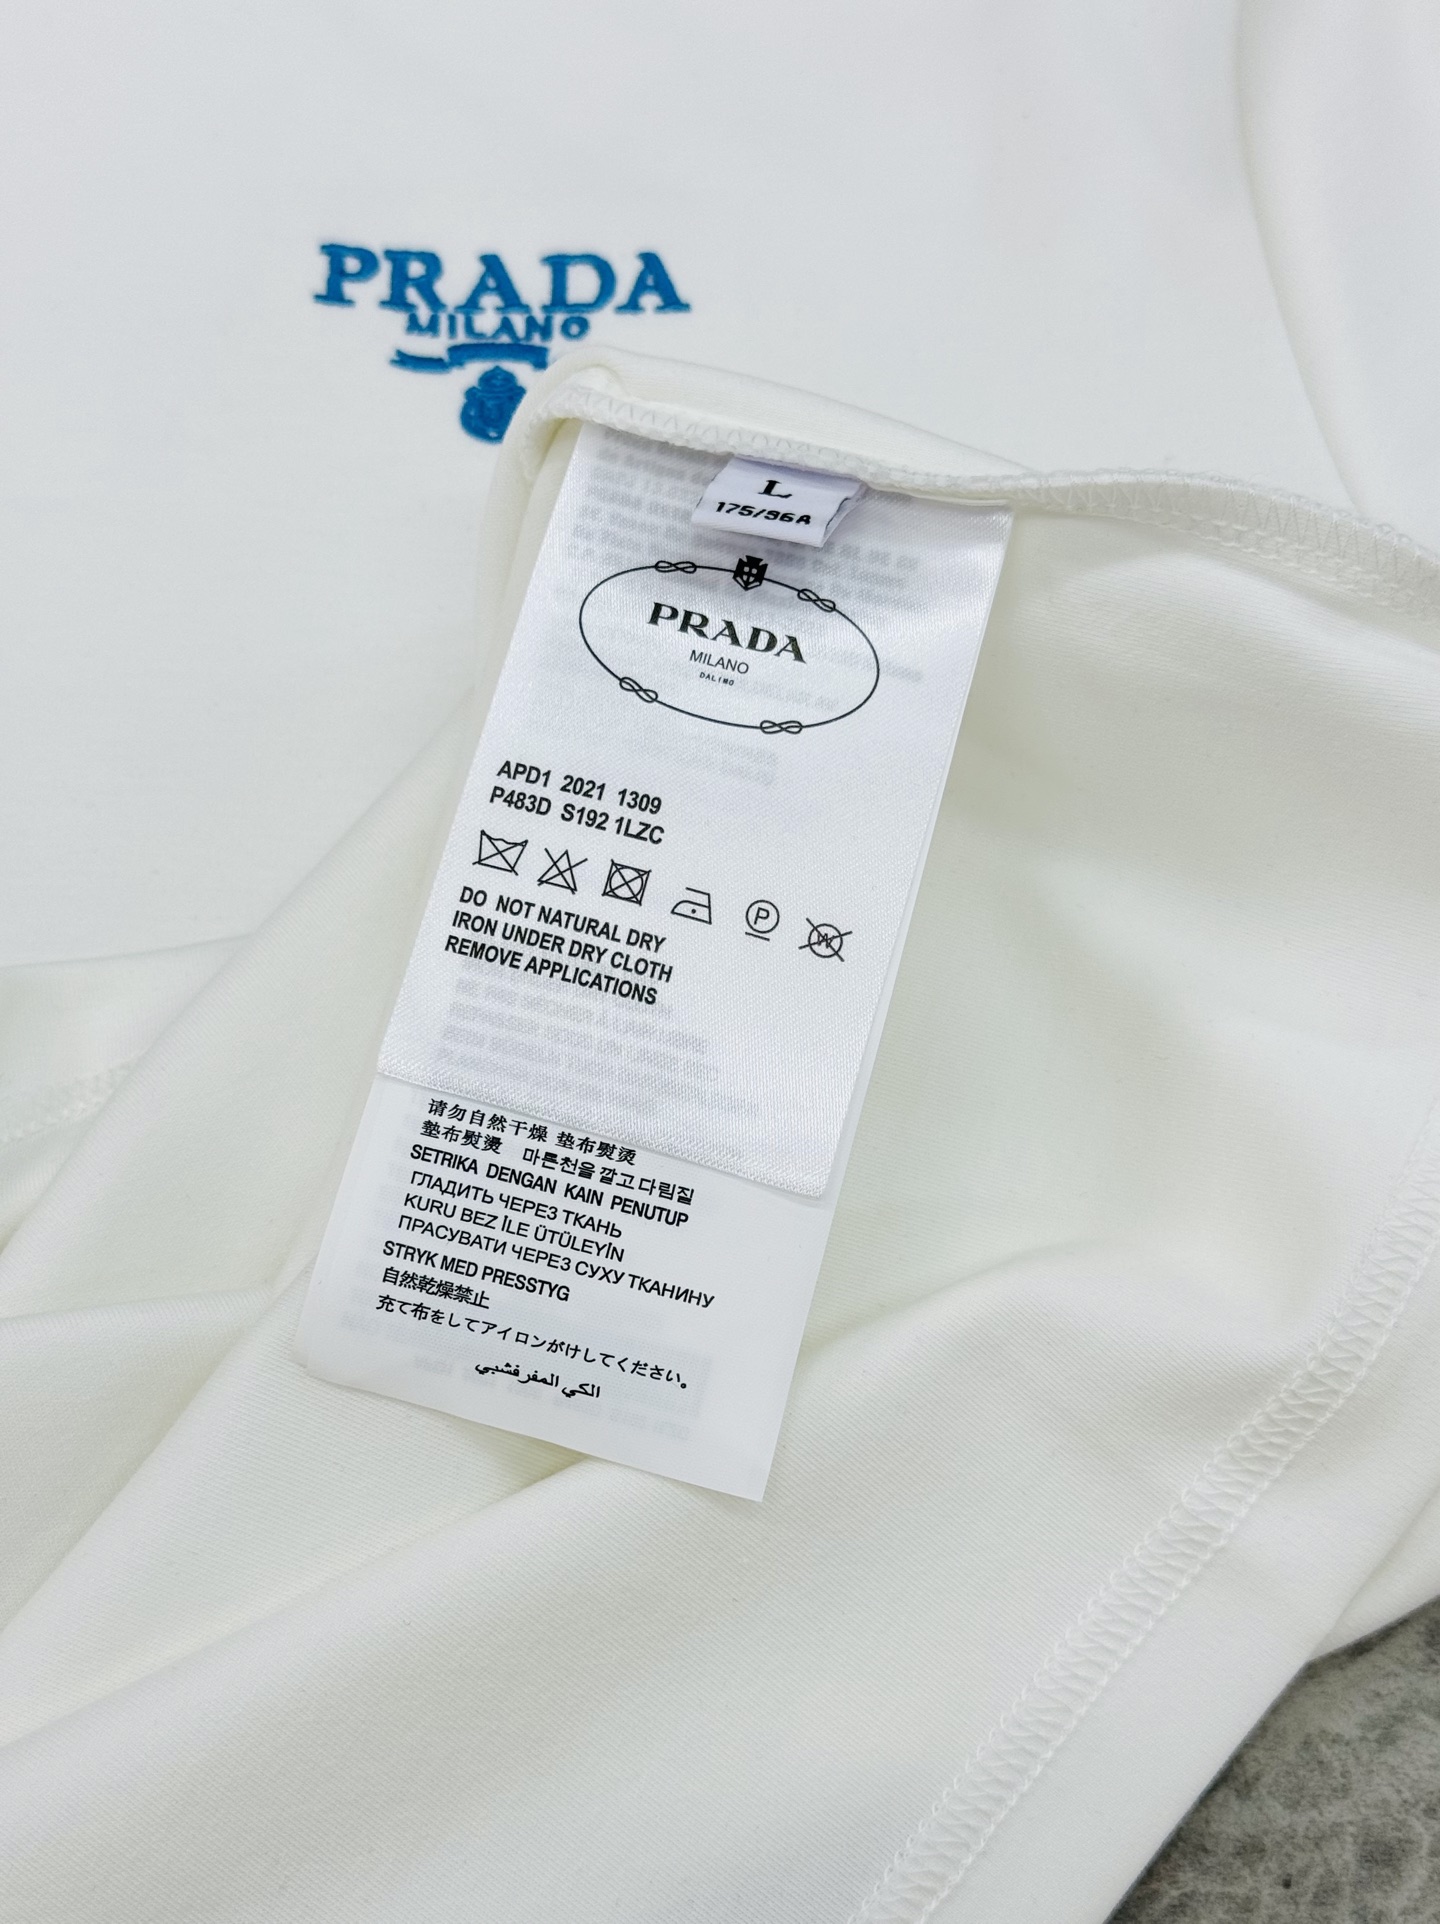 PRADA
MILANO
L
175/96A
PRADA
MILANO
DALIMO
APD1 2021 1309
P483D S192 1LZC
P
DO NOT NATURAL DRY
IRON UNDER DRY CLOTH
REMOVE APPLICATIONS
请勿自然干燥 垫布熨烫
墊布熨燙 마른천을 깔고 다림질
SETRIKA DENGAN KAIN PENUTUP
ГЛАДИТЬ ЧЕРЕЗ ТКАНЬ
KURU BEZ İLE ÜTÜLEYİN
ПРАСУВАТИ ЧЕРЕЗ СУХУ ТКАНИНУ
STRYK MED PRESSTYG
自然乾燥禁止
充て布をしてアイロンがけしてください。